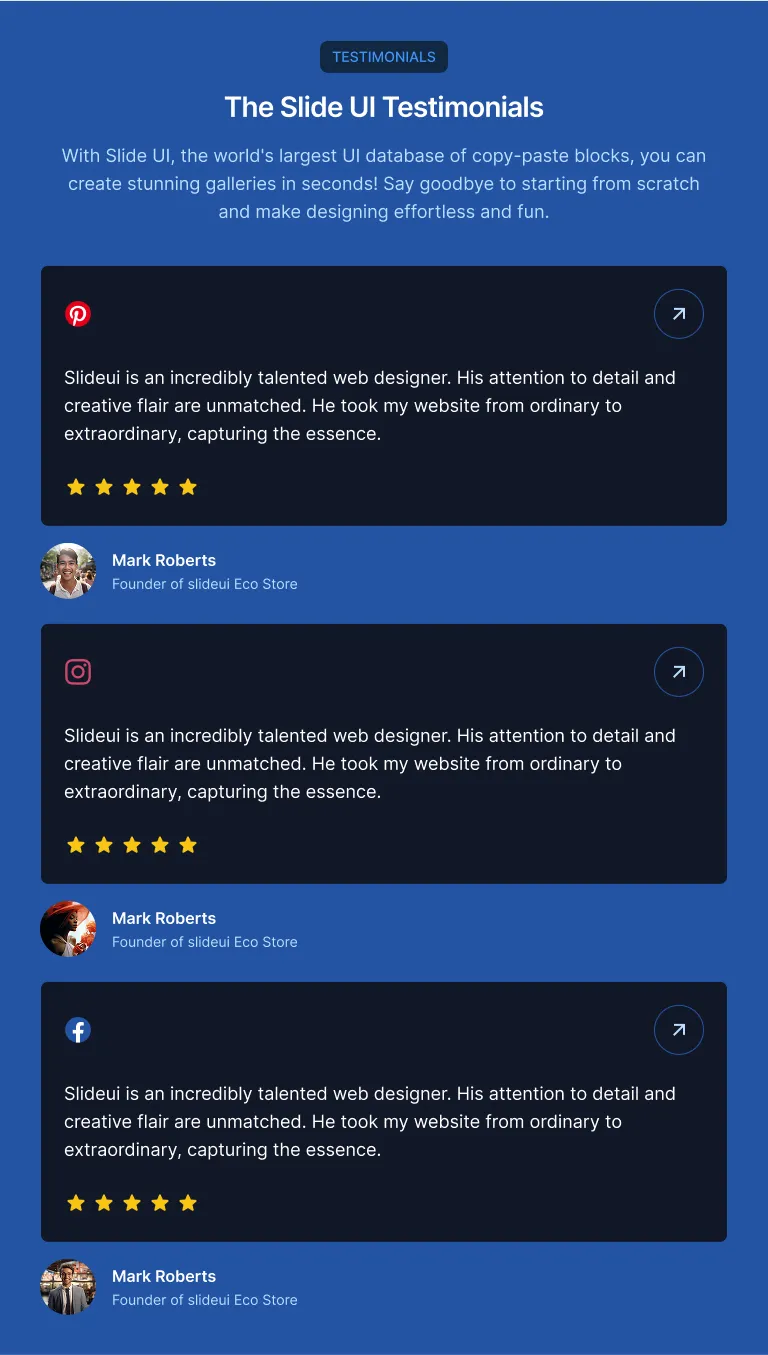 TESTIMONIALS
The Slide UI Testimonials
With Slide UI, the world's largest UI database of copy-paste blocks, you can
create stunning galleries in seconds! Say goodbye to starting from scratch
and make designing effortless and fun.
Slideui is an incredibly talented web designer. His attention to detail and
creative flair are unmatched. He took my website from ordinary to
extraordinary, capturing the essence.
Mark Roberts
Founder of slideui Eco Store
Slideui is an incredibly talented web designer. His attention to detail and
creative flair are unmatched. He took my website from ordinary to
extraordinary, capturing the essence.
Mark Roberts
Founder of slideui Eco Store
Slideui is an incredibly talented web designer. His attention to detail and
creative flair are unmatched. He took my website from ordinary to
extraordinary, capturing the essence.
Mark Roberts
Founder of slideui Eco Store